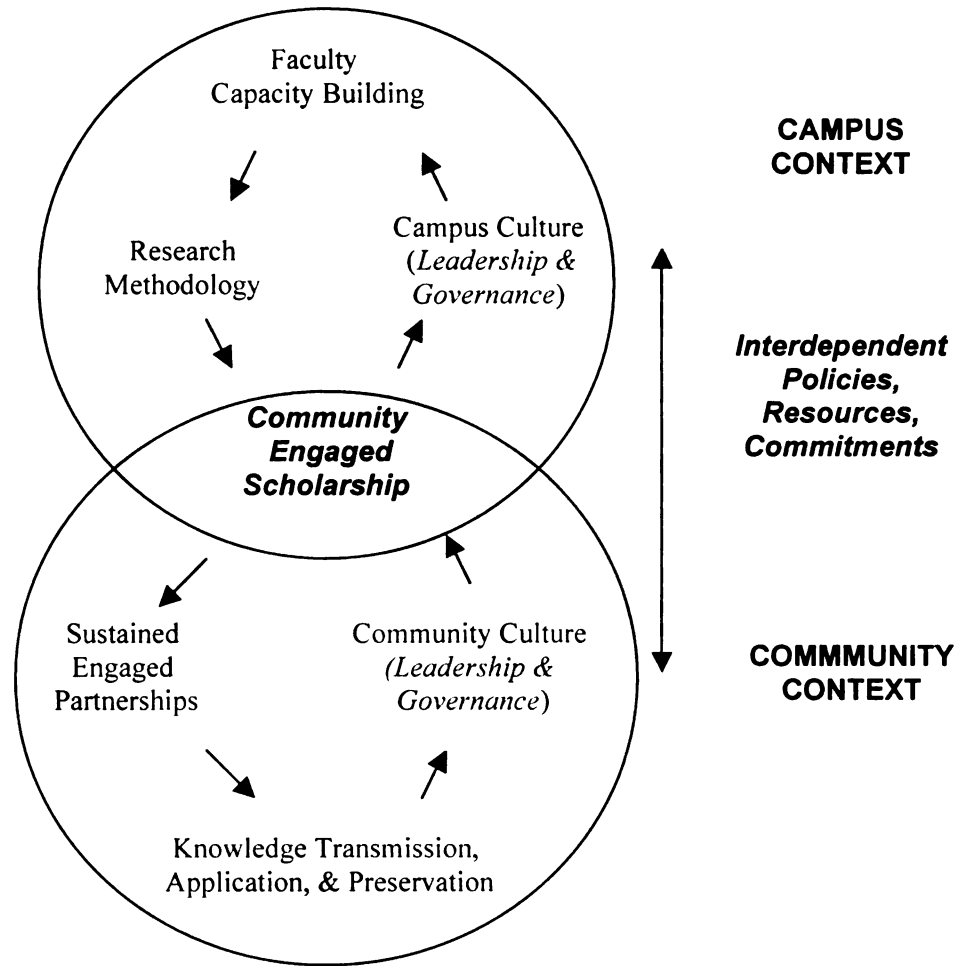 Faculty
Capacity Building
CAMPUS
CONTEXT
Research
Methodology
Campus Culture
(Leadership &
Governance)
Interdependent
Policies,
Resources,
Commitments
Community
Engaged
Scholarship
Sustained
Engaged
Partnerships
Community Culture
(Leadership &
Governance)
COMMMUNITY
CONTEXT
Knowledge Transmission,
Application, & Preservation